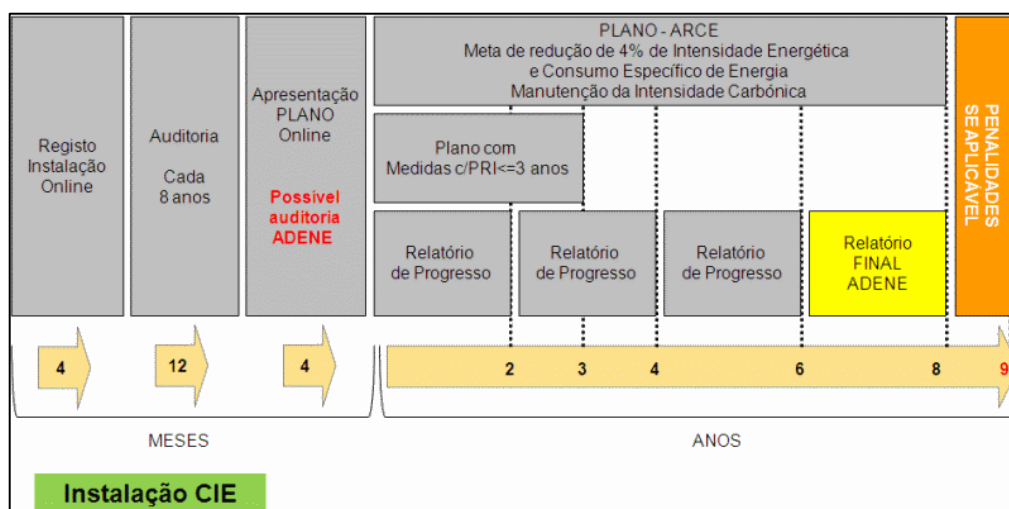 Registo
Instalação
Online
Auditoria
Cada
8 anos
Apresentação
PLANO
Online
Possível
auditoria
ADENE
PLANO - ARCE
Meta de redução de 4% de Intensidade Energética
e Consumo Específico de Energia
Manutenção da Intensidade Carbónica
Plano com
Medidas c/PRI<=3 anos
Relatório
de Progresso
Relatório
de Progresso
Relatório
de Progresso
Relatório
FINAL
ADENE
PENALIDADES
SE APLICÁVEL
4
12
4
2
3
4
6
8
9
MESES
ANOS
Instalação CIE